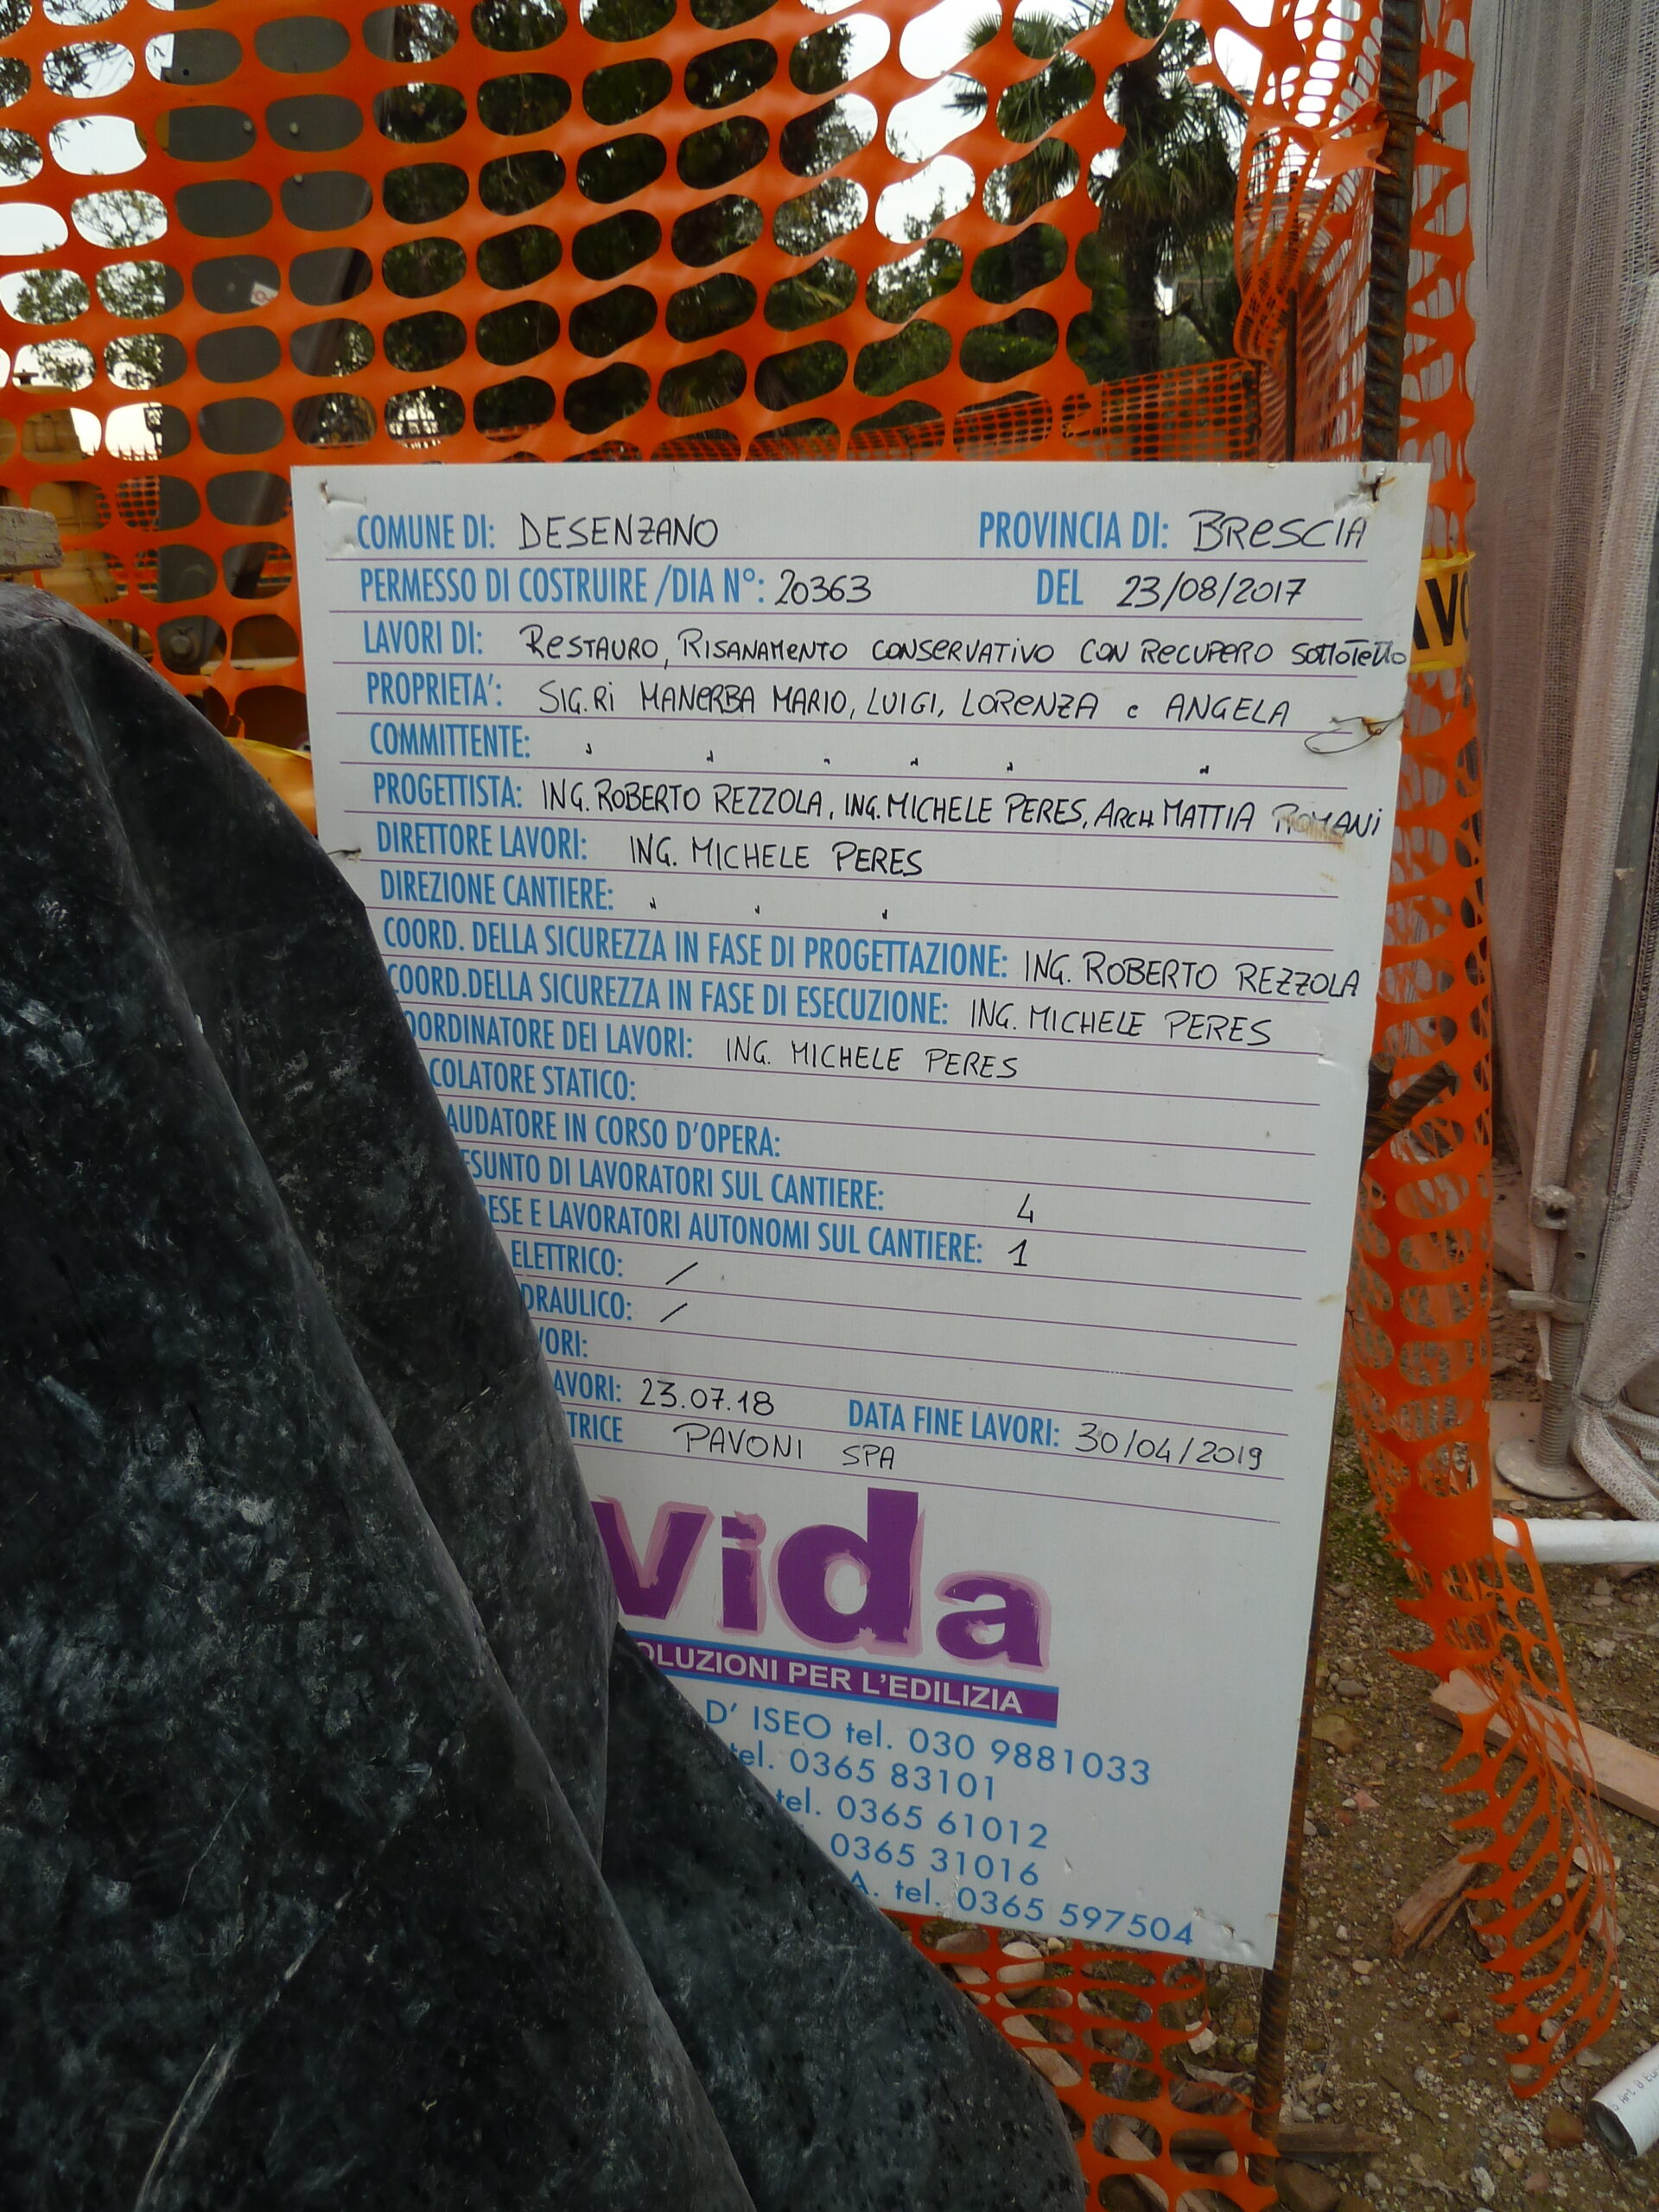 COMUNE DI: DESENZANO PROVINCIA DI: BRESCIA
PERMESSO DI COSTRUIRE /DIA N°: 20363 DEL 23/08/2017
LAVORI DI: RESTAURO, RISANAMENTO CONSERVATIVO CON RECUPERO SOTTOTETTO
PROPRIETA': SIG.RI MANERBA MARIO, LUIGI, LORENZA e ANGELA
COMMITTENTE: " " " " " "
PROGETTISTA: ING. ROBERTO REZZOLA, ING. MICHELE PERES, ARCH MATTIA ROMANI
DIRETTORE LAVORI: ING. MICHELE PERES
DIREZIONE CANTIERE: " " "
COORD. DELLA SICUREZZA IN FASE DI PROGETTAZIONE: ING. ROBERTO REZZOLA
COORD.DELLA SICUREZZA IN FASE DI ESECUZIONE: ING. MICHELE PERES
OORDINATORE DEI LAVORI: ING. MICHELE PERES
COLATORE STATICO:
AUDATORE IN CORSO D'OPERA:
ESUNTO DI LAVORATORI SUL CANTIERE: 4
ESE E LAVORATORI AUTONOMI SUL CANTIERE: 1
ELETTRICO: /
DRAULICO: /
VORI:
AVORI: 23.07.18 DATA FINE LAVORI: 30/04/2019
TRICE PAVONI SPA
vida
OLUZIONI PER L'EDILIZIA
D' ISEO tel. 030 9881033
tel. 0365 83101
tel. 0365 61012
0365 31016
A. tel. 0365 597504
AVO